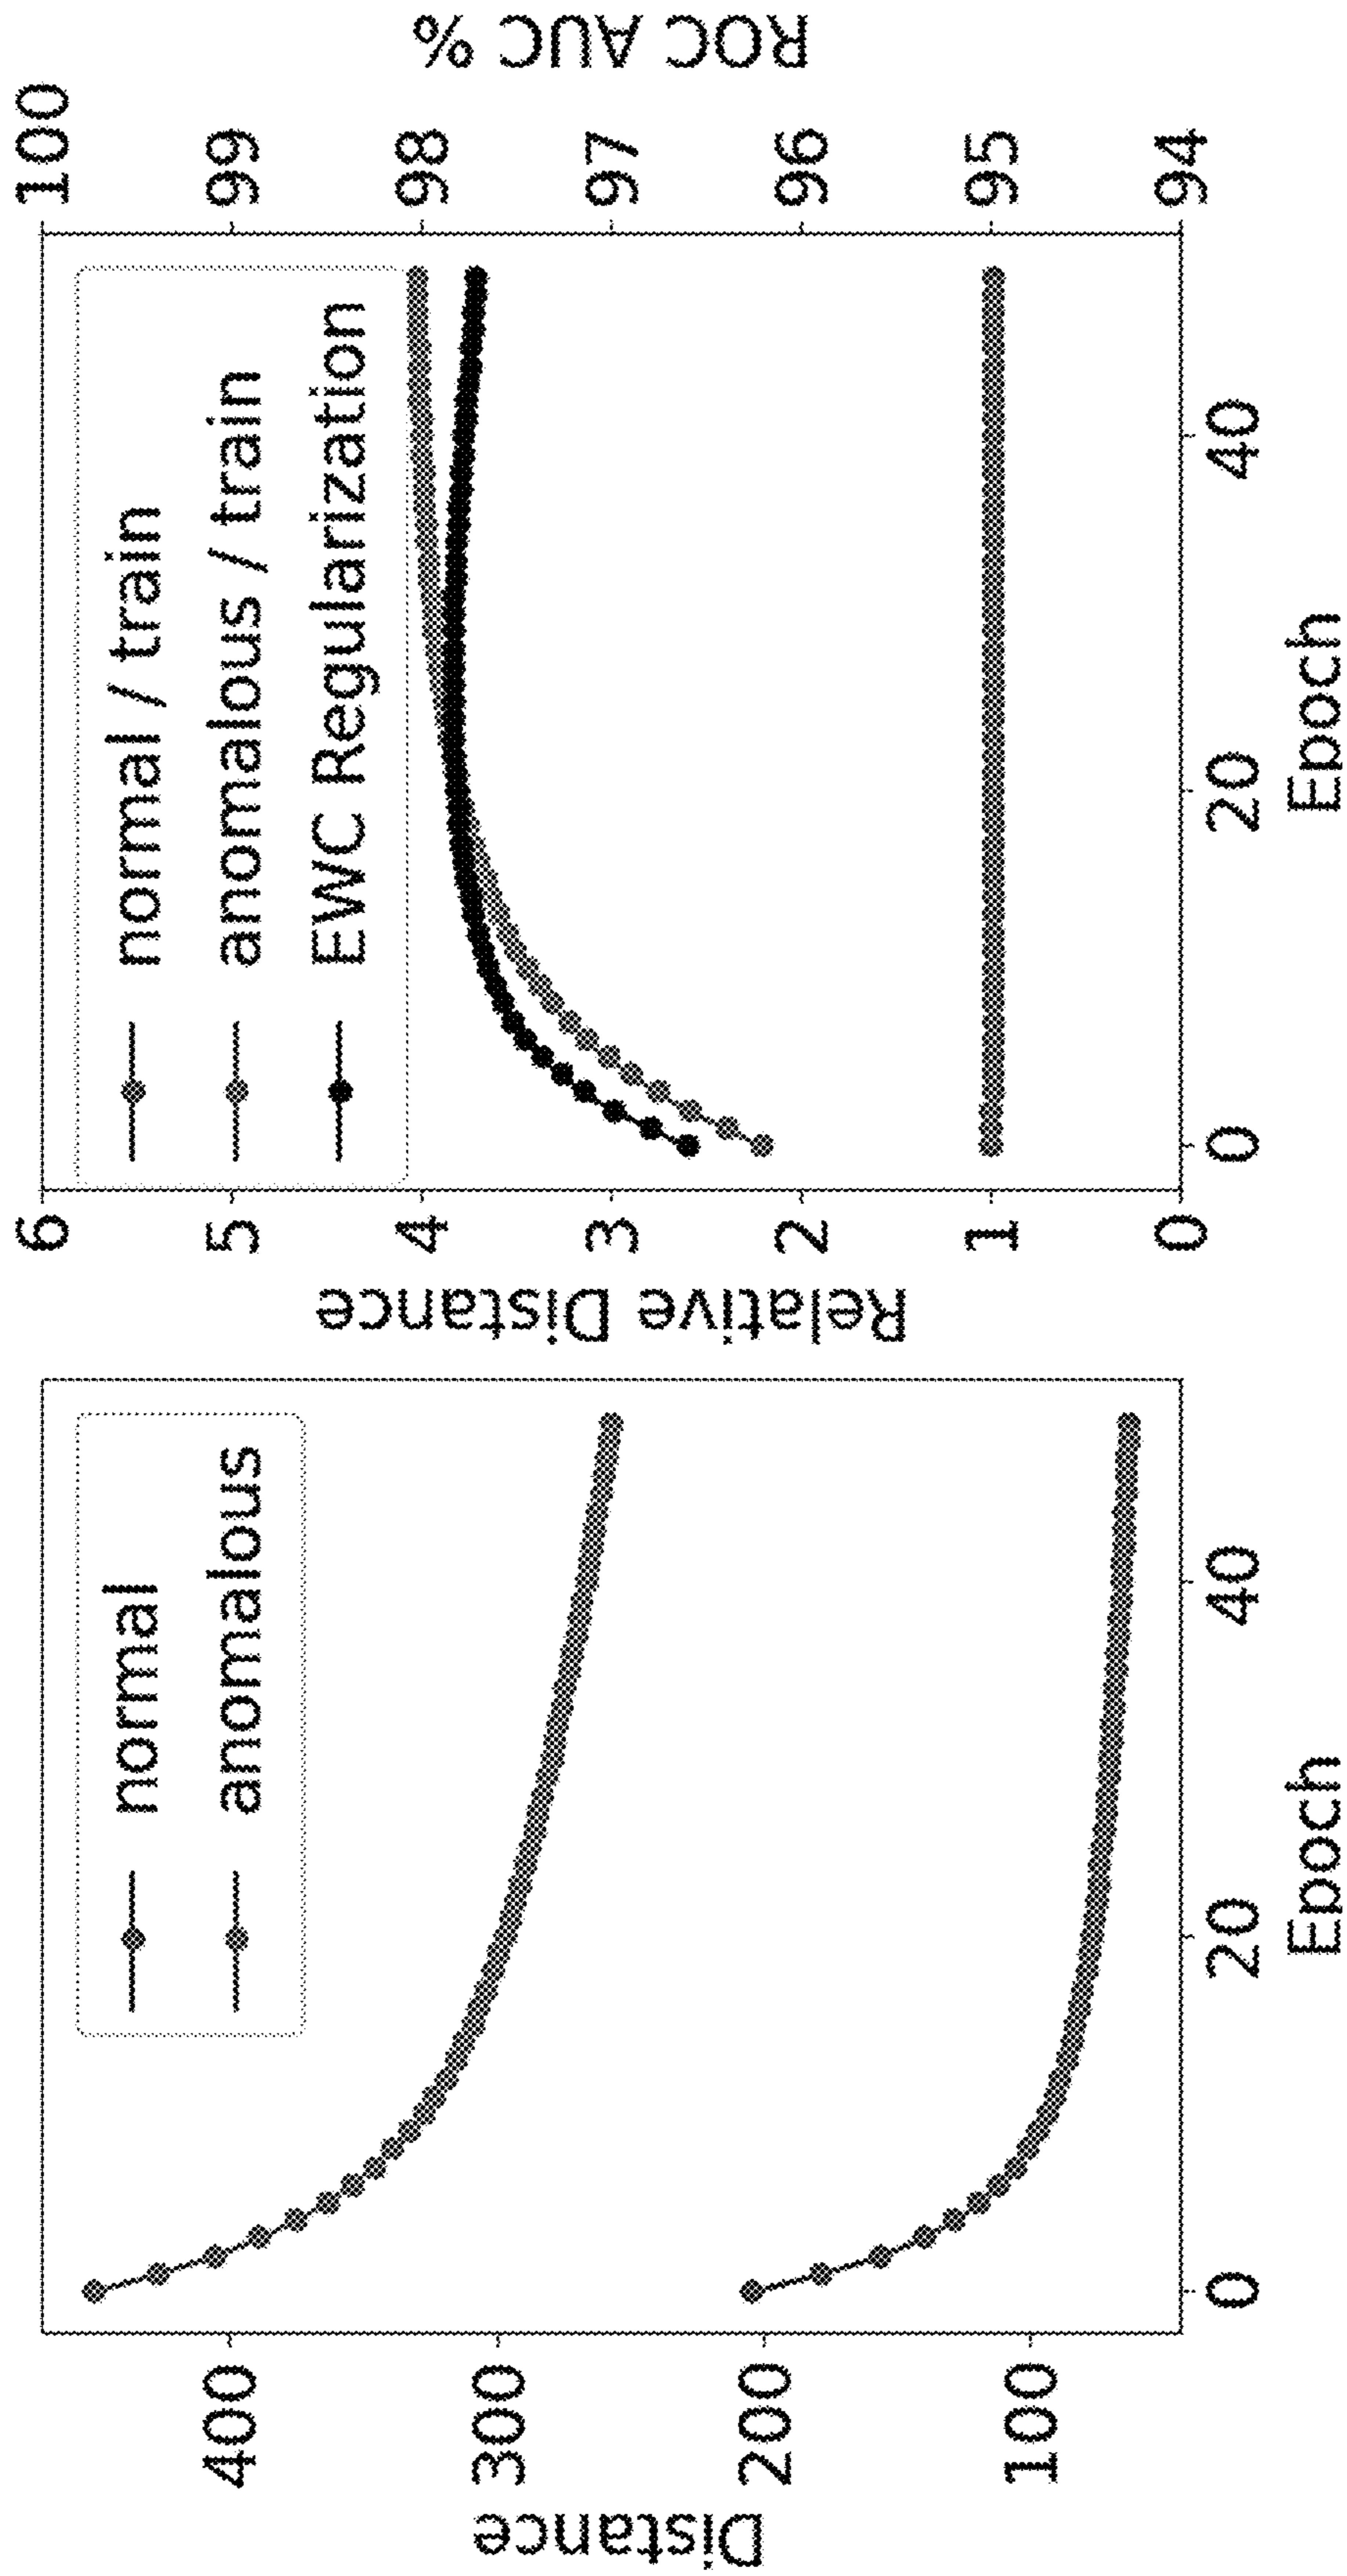 Distance
400
300
200
100
normal
anomalous
0
20
40
Epoch
Relative Distance
6
5
4
3
2
1
0
normal / train
anomalous / train
EWC Regularization
0
20
40
Epoch
100
99
98
97
96
95
94
ROC AUC %